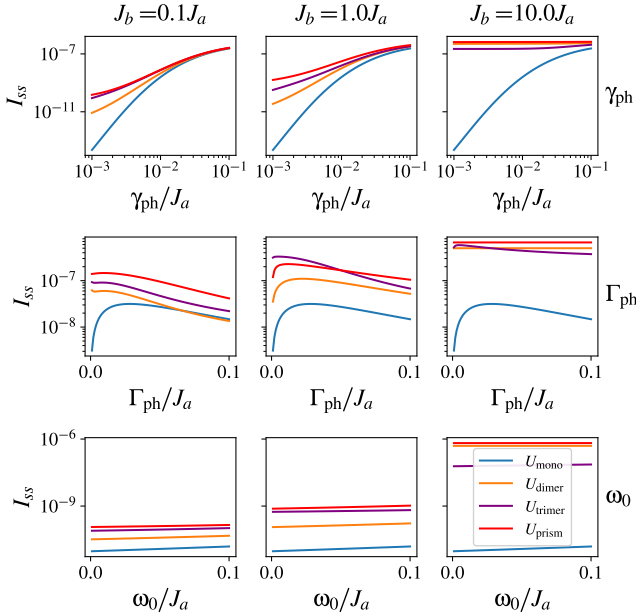 J_b = 0.1J_a J_b = 1.0J_a J_b = 10.0J_a
I_ss 10^−7 10^−11 γ_ph
10^−3 10^−2 10^−1 10^−3 10^−2 10^−1 10^−3 10^−2 10^−1
γ_ph/J_a γ_ph/J_a γ_ph/J_a
I_ss 10^−7 10^−8 Γ_ph
0.0 0.1 0.0 0.1 0.0 0.1
Γ_ph/J_a Γ_ph/J_a Γ_ph/J_a
I_ss 10^−6 10^−9 ω_0
U_mono
U_dimer
U_trimer
U_prism
0.0 0.1 0.0 0.1 0.0 0.1
ω_0/J_a ω_0/J_a ω_0/J_a